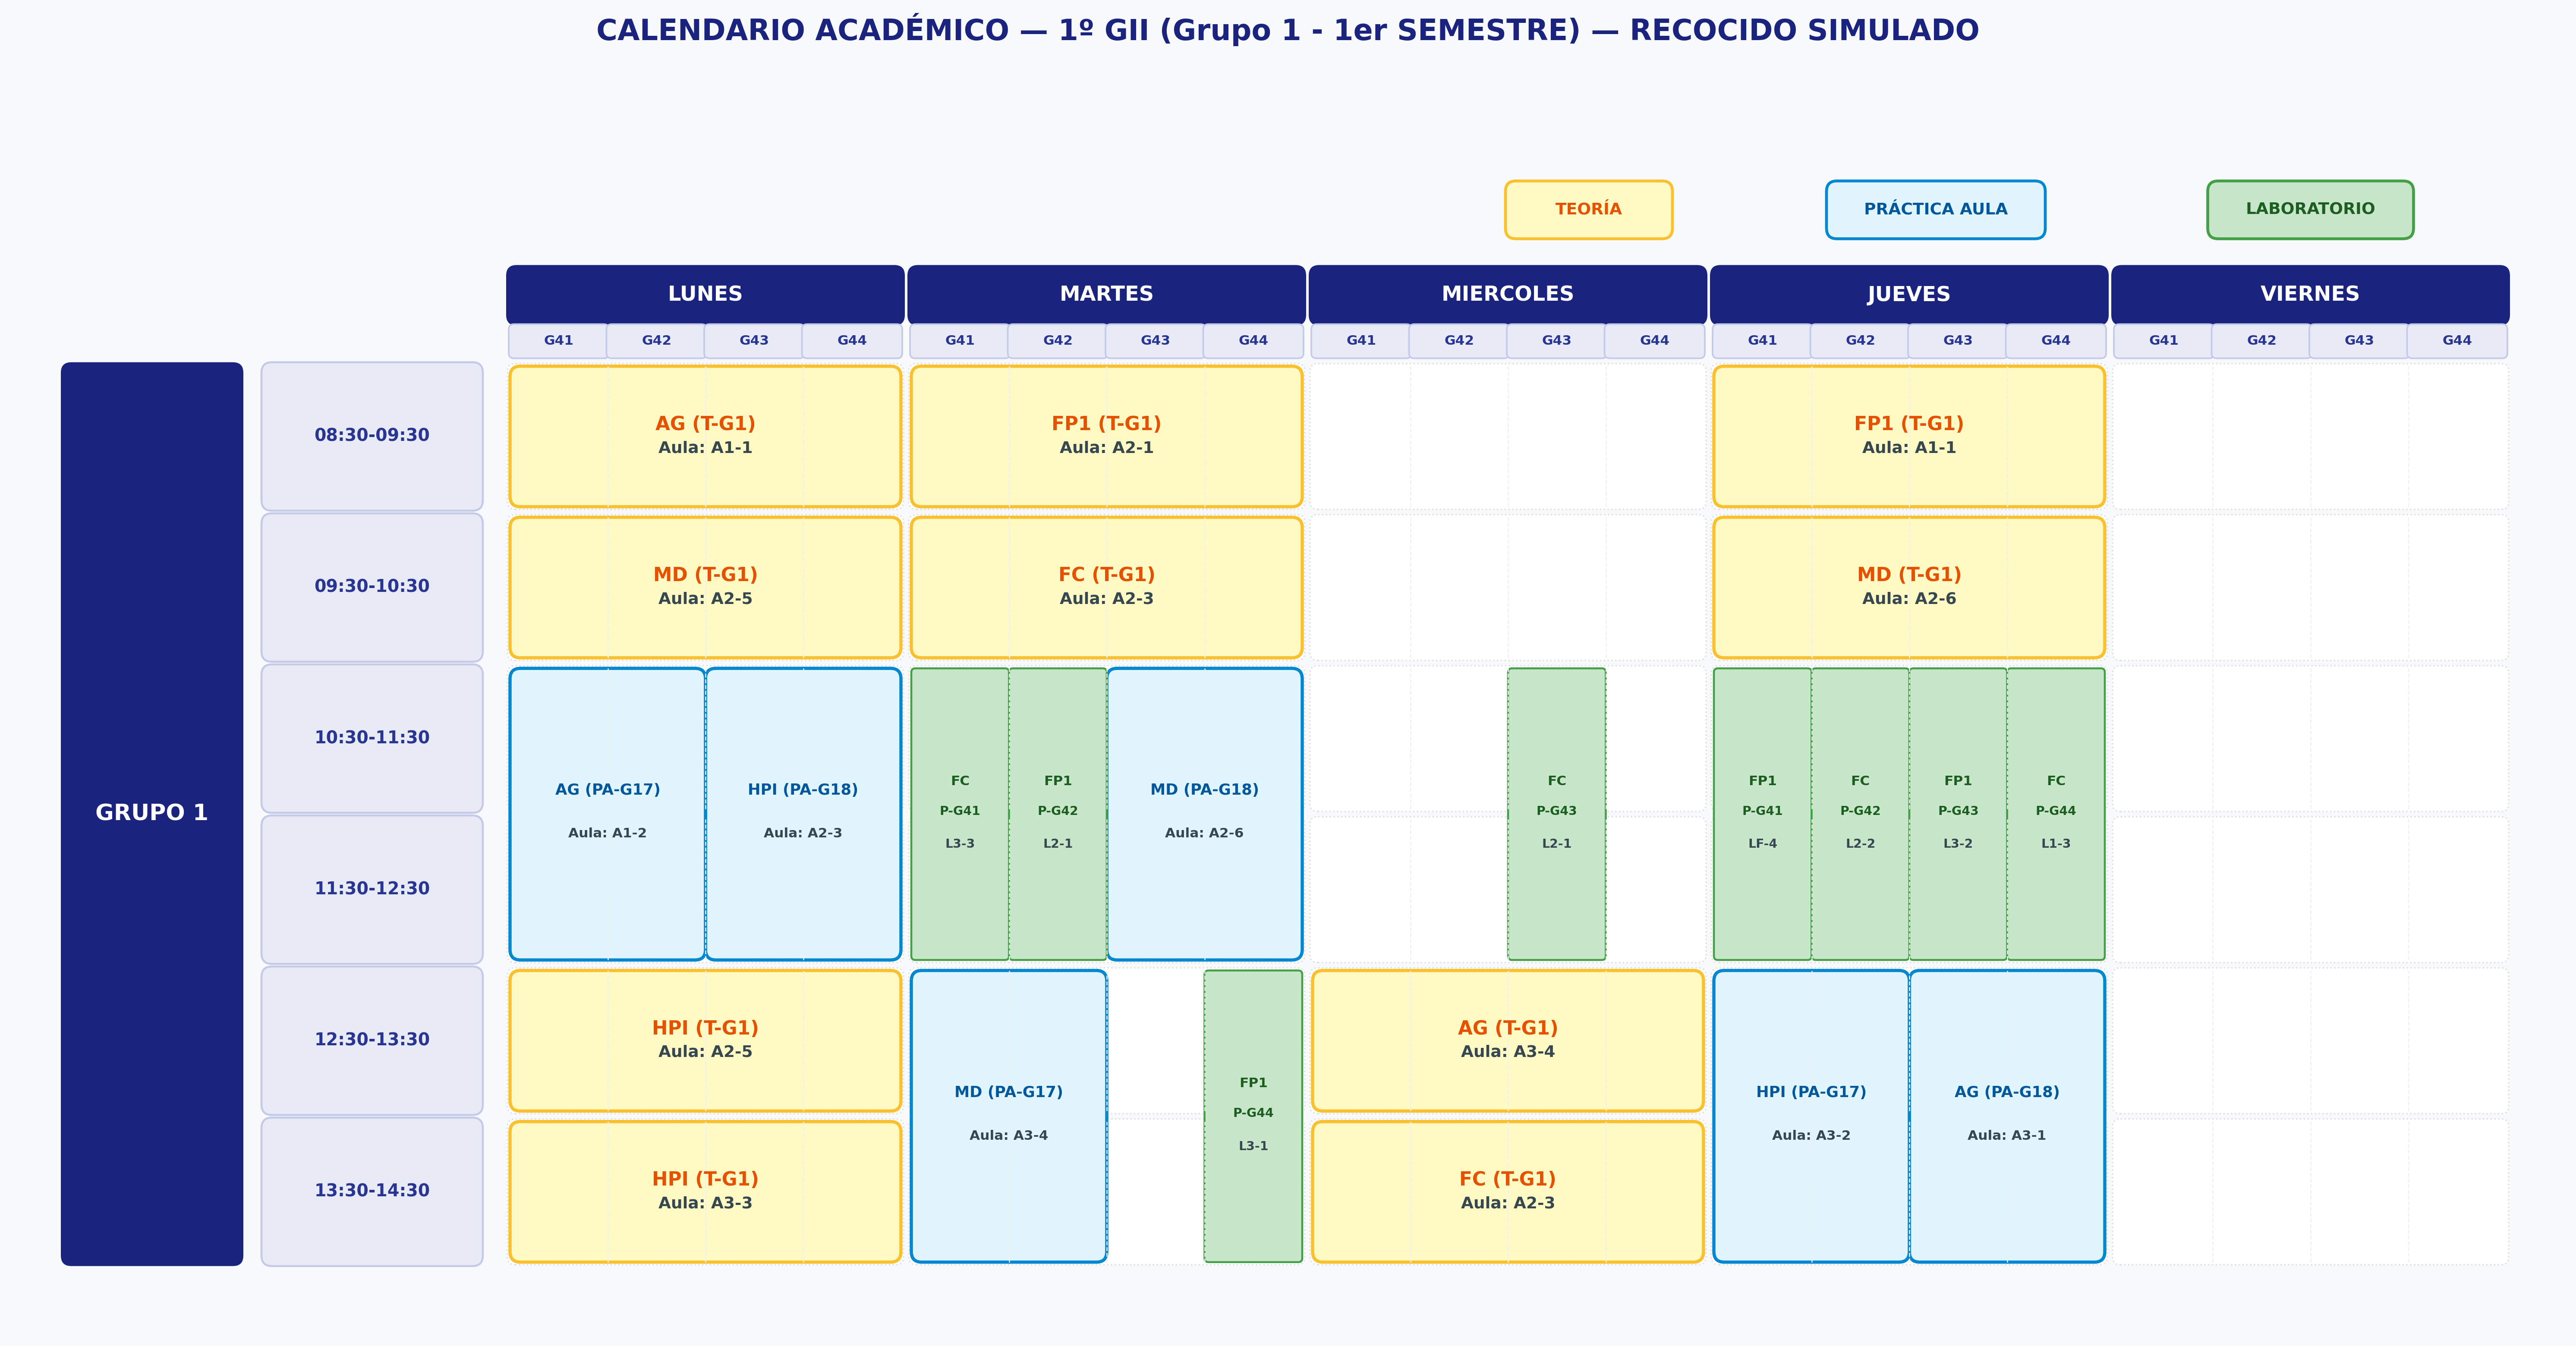 CALENDARIO ACADÉMICO — 1º GII (Grupo 1 - 1er SEMESTRE) — RECOCIDO SIMULADO
TEORÍA
PRÁCTICA AULA
LABORATORIO
LUNES
MARTES
MIERCOLES
JUEVES
VIERNES
G41 G42 G43 G44 G41 G42 G43 G44 G41 G42 G43 G44 G41 G42 G43 G44 G41 G42 G43 G44
GRUPO 1
08:30-09:30
AG (T-G1)
Aula: A1-1
FP1 (T-G1)
Aula: A2-1
FP1 (T-G1)
Aula: A1-1
09:30-10:30
MD (T-G1)
Aula: A2-5
FC (T-G1)
Aula: A2-3
MD (T-G1)
Aula: A2-6
10:30-11:30
11:30-12:30
AG (PA-G17)
Aula: A1-2
HPI (PA-G18)
Aula: A2-3
FC
P-G41
L3-3
FP1
P-G42
L2-1
MD (PA-G18)
Aula: A2-6
FC
P-G43
L2-1
FP1
P-G41
LF-4
FC
P-G42
L2-2
FP1
P-G43
L3-2
FC
P-G44
L1-3
12:30-13:30
HPI (T-G1)
Aula: A2-5
MD (PA-G17)
Aula: A3-4
FP1
P-G44
L3-1
AG (T-G1)
Aula: A3-4
HPI (PA-G17)
Aula: A3-2
AG (PA-G18)
Aula: A3-1
13:30-14:30
HPI (T-G1)
Aula: A3-3
FC (T-G1)
Aula: A2-3